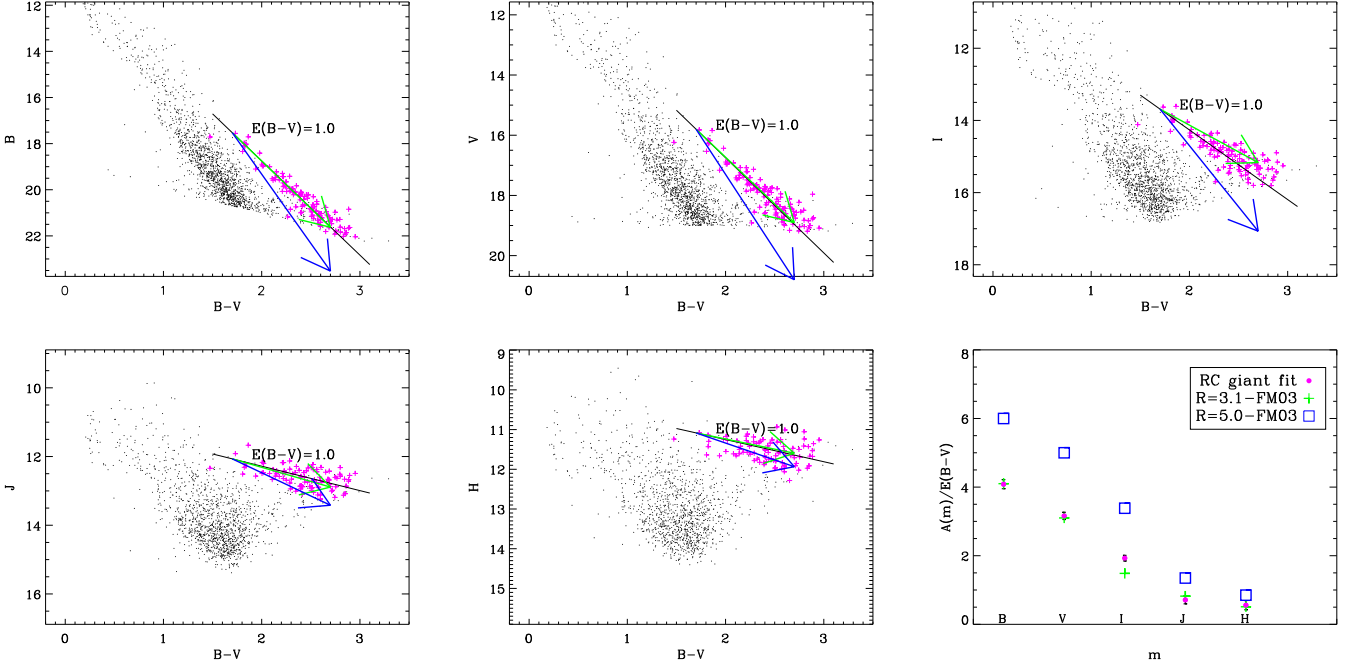 12
14
16
18
20
22
B
E(B-V)=1.0
0 1 2 3
B-V
12
14
16
18
20
V
E(B-V)=1.0
0 1 2 3
B-V
12
14
16
18
I
E(B-V)=1.0
0 1 2 3
B-V
10
12
14
16
J
E(B-V)=1.0
0 1 2 3
B-V
9
10
11
12
13
14
15
H
E(B-V)=1.0
0 1 2 3
B-V
8
6
4
2
0
A(m)/E(B-V)
RC giant fit
R=3.1-FM03
R=5.0-FM03
B V I J H
m